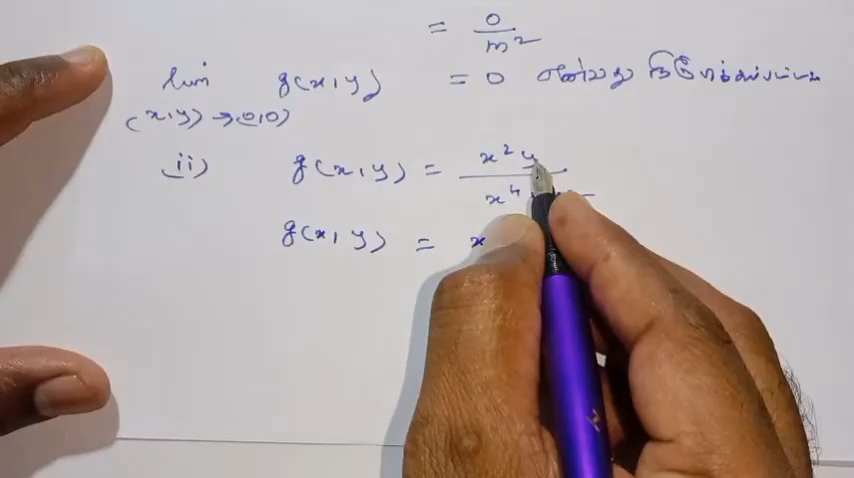 = 0/m²
lim g(x,y) = 0 என்பது நிரூபிக்கப்பட்டது
(x,y)→(0,0)
ii) g(x,y) = x²y / x⁴
g(x,y) = x